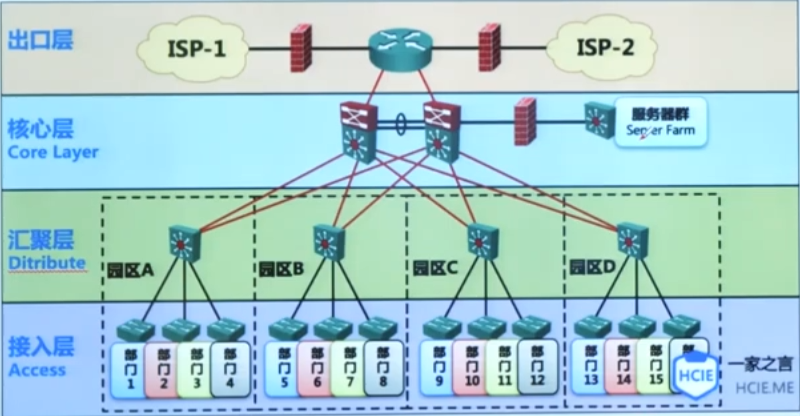 出口层
ISP-1
ISP-2
核心层
Core Layer
服务器群
Farm
汇聚层
Ditribute
园区A
园区B
园区C
园区D
接入层
Access
部门
1
部门
2
部门
3
部门
4
部门
5
部门
6
部门
7
部门
8
部门
9
部门
10
部门
11
部门
12
部门
13
部门
14
部门
15
HCIE
一家之言
HCIE.ME